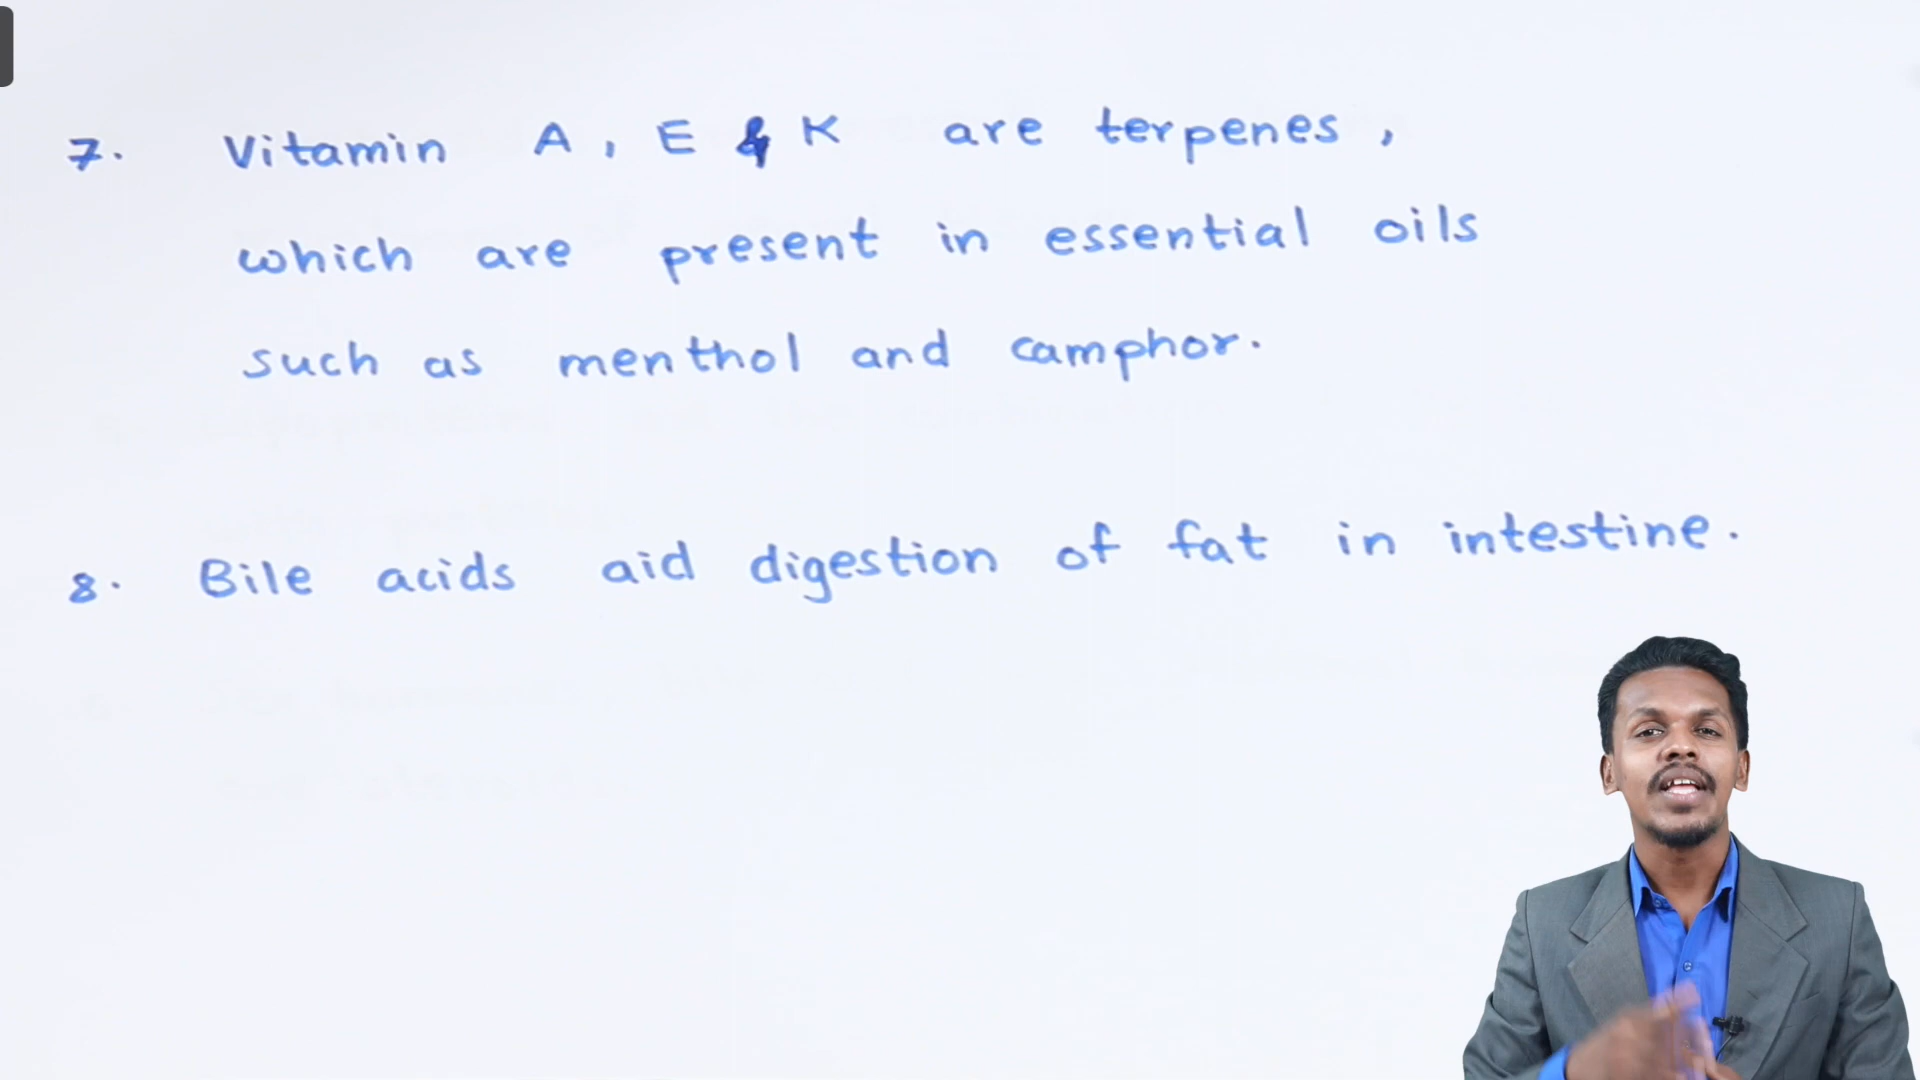 7. Vitamin A, E & K are terpenes,
which are present in essential oils
such as menthol and camphor.
8. Bile acids aid digestion of fat in intestine.